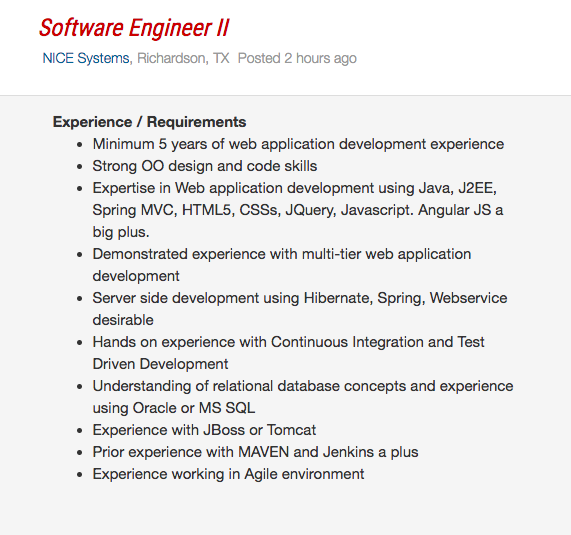 Software Engineer II
NICE Systems, Richardson, TX Posted 2 hours ago
Experience / Requirements
• Minimum 5 years of web application development experience
• Strong OO design and code skills
• Expertise in Web application development using Java, J2EE,
Spring MVC, HTML5, CSSs, JQuery, Javascript. Angular JS a
big plus.
• Demonstrated experience with multi-tier web application
development
• Server side development using Hibernate, Spring, Webservice
desirable
• Hands on experience with Continuous Integration and Test
Driven Development
• Understanding of relational database concepts and experience
using Oracle or MS SQL
• Experience with JBoss or Tomcat
• Prior experience with MAVEN and Jenkins a plus
• Experience working in Agile environment